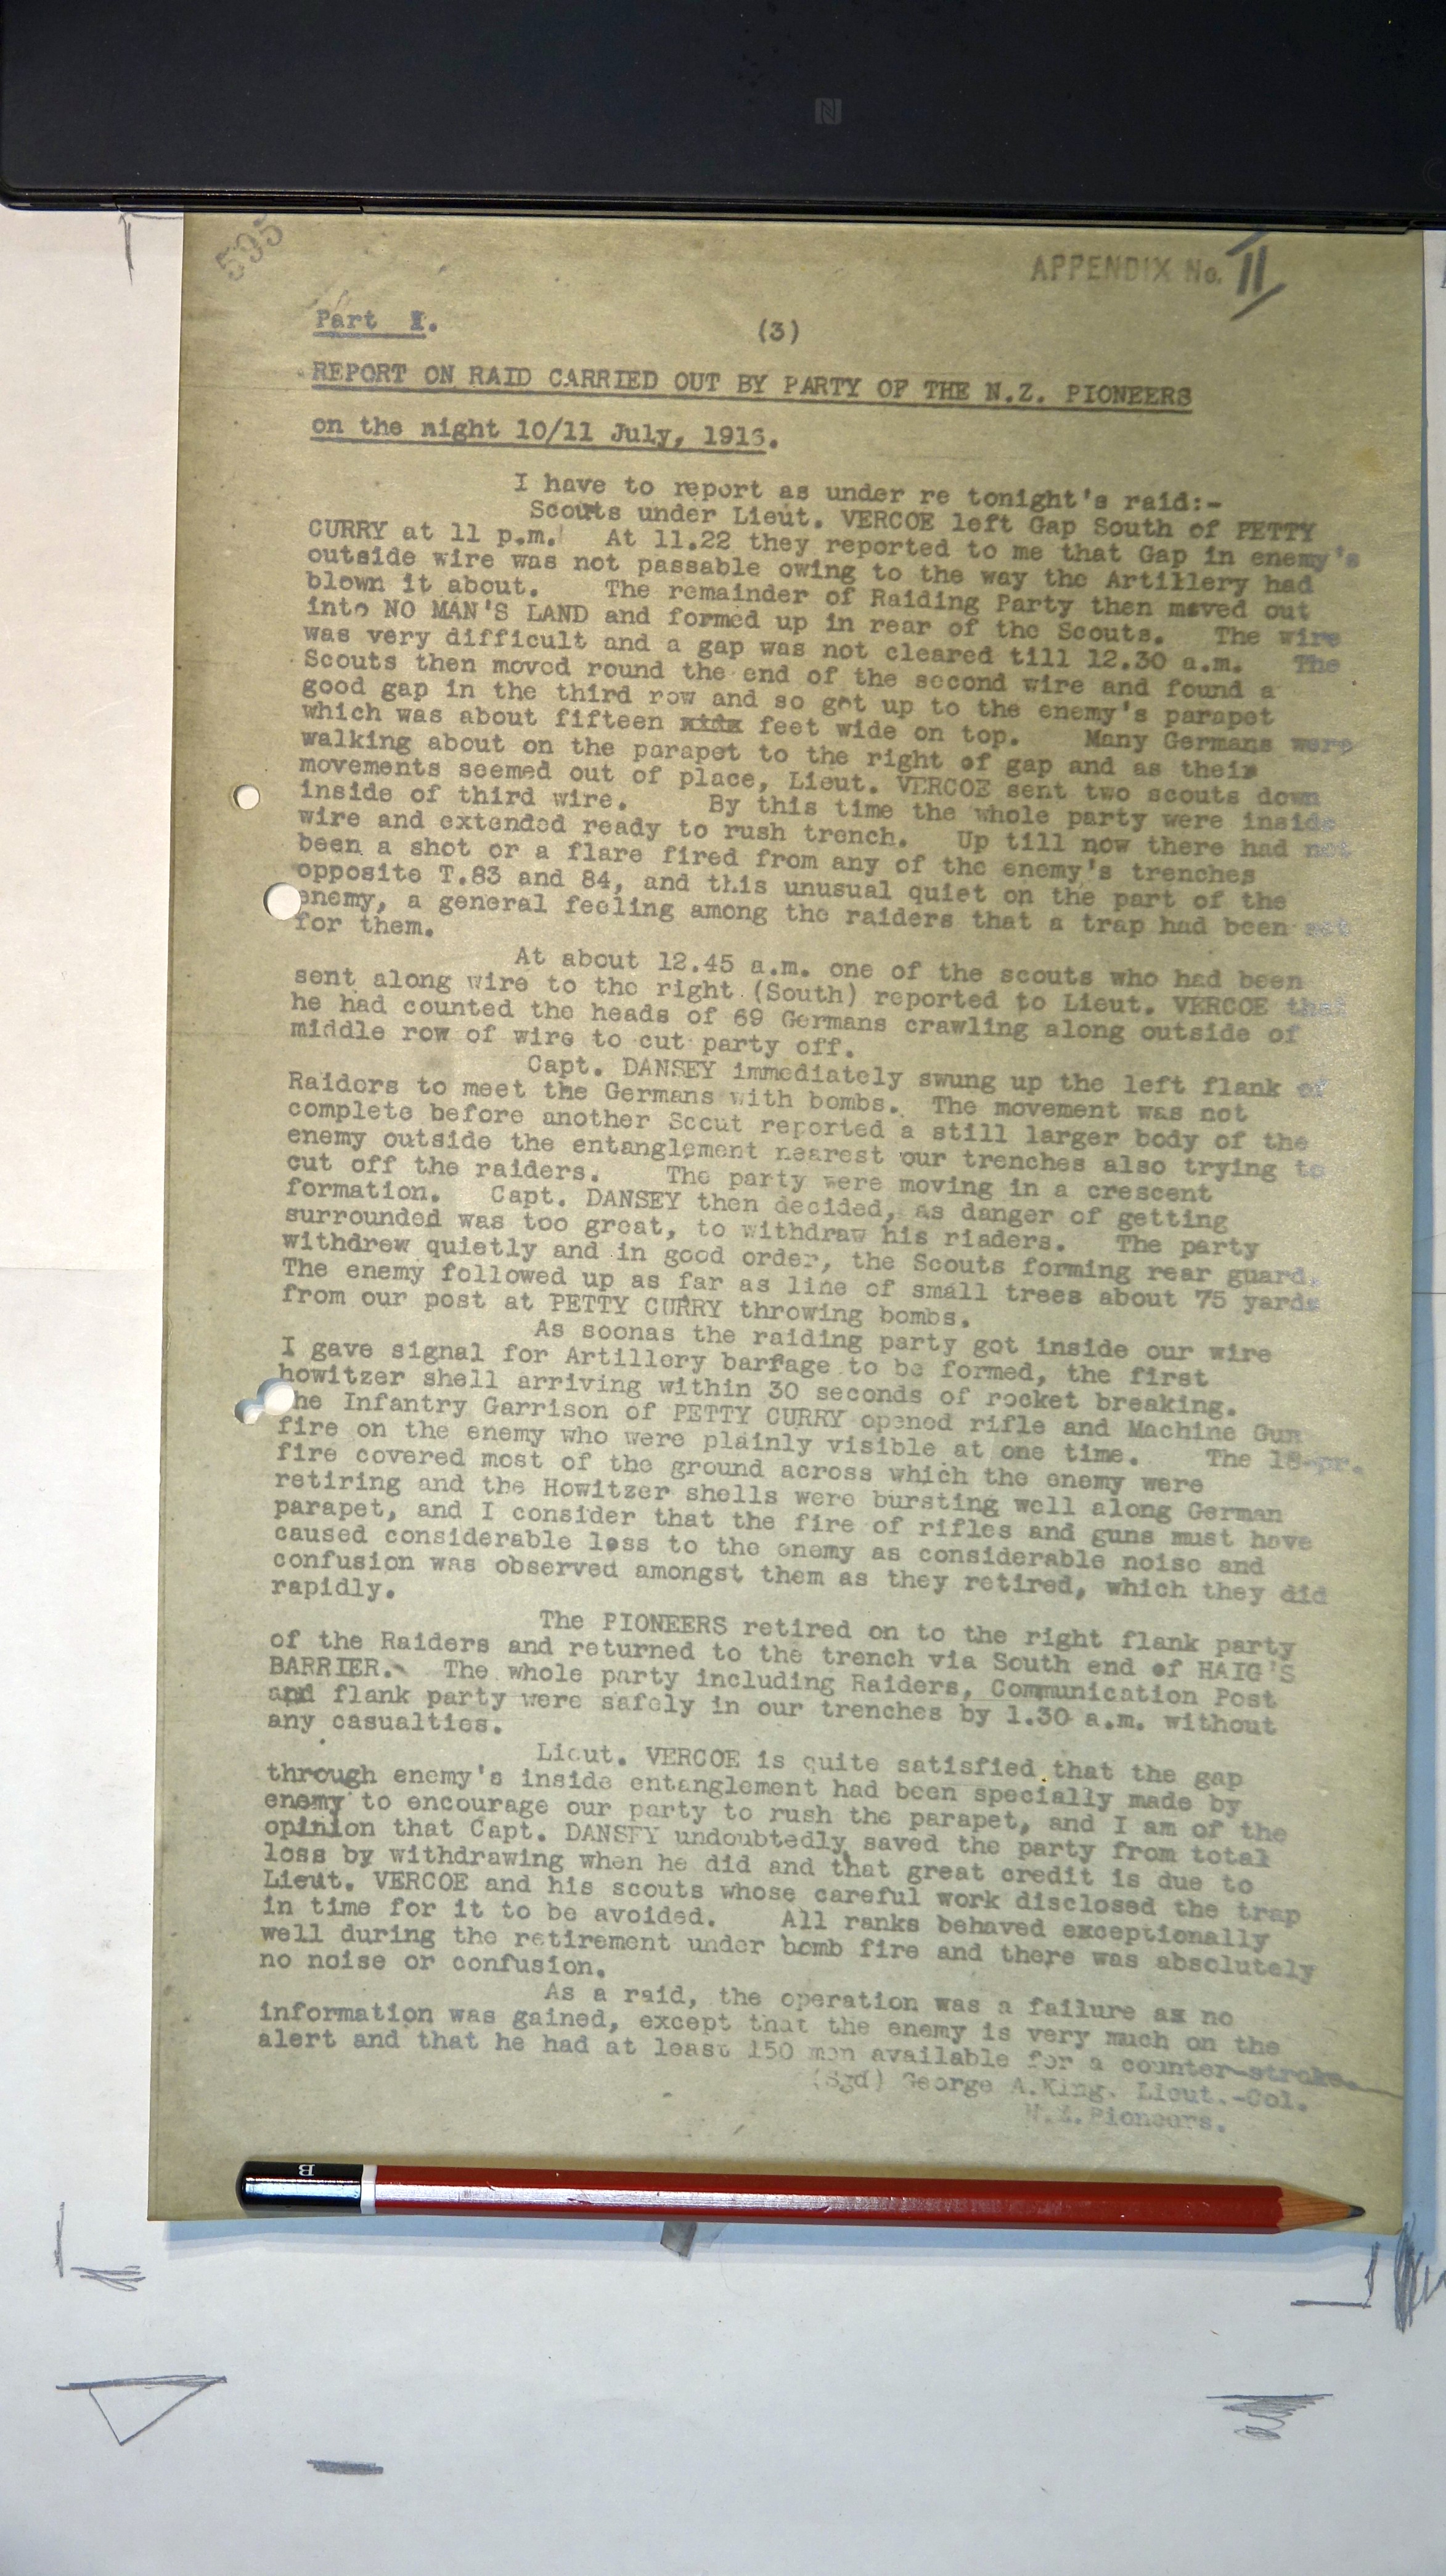 595
APPENDIX No. II
Part I.
(3)
REPORT ON RAID CARRIED OUT BY PARTY OF THE N.Z. PIONEERS
on the night 10/11 July, 1916.
I have to report as under re tonight's raid:-
Scouts under Lieut. VERCOE left Gap South of PETTY
CURRY at 11 p.m. At 11.22 they reported to me that Gap in enemy's
outside wire was not passable owing to the way the Artillery had
blown it about. The remainder of Raiding Party then moved out
into NO MAN'S LAND and formed up in rear of the Scouts. The wire
was very difficult and a gap was not cleared till 12.30 a.m. The
Scouts then moved round the end of the second wire and found a
good gap in the third row and so got up to the enemy's parapet
which was about fifteen feet wide on top. Many Germans were
walking about on the parapet to the right of gap and as their
movements seemed out of place, Lieut. VERCOE sent two scouts down
inside of third wire. By this time the whole party were inside
wire and extended ready to rush trench. Up till now there had not
been a shot or a flare fired from any of the enemy's trenches
opposite T.83 and 84, and this unusual quiet on the part of the
enemy, a general feeling among the raiders that a trap had been set
for them.
At about 12.45 a.m. one of the scouts who had been
sent along wire to the right (South) reported to Lieut. VERCOE that
he had counted the heads of 69 Germans crawling along outside of
middle row of wire to cut party off.
Capt. DANSEY immediately swung up the left flank of
Raiders to meet the Germans with bombs. The movement was not
complete before another Scout reported a still larger body of the
enemy outside the entanglement nearest our trenches also trying to
cut off the raiders. The party were moving in a crescent
formation. Capt. DANSEY then decided, as danger of getting
surrounded was too great, to withdraw his riaders. The party
withdrew quietly and in good order, the Scouts forming rear guard.
The enemy followed up as far as line of small trees about 75 yards
from our post at PETTY CURRY throwing bombs.
As soonas the raiding party got inside our wire
I gave signal for Artillery barrage to be formed, the first
howitzer shell arriving within 30 seconds of rocket breaking.
The Infantry Garrison of PETTY CURRY opened rifle and Machine Gun
fire on the enemy who were plainly visible at one time. The 18-pr.
fire covered most of the ground across which the enemy were
retiring and the Howitzer shells were bursting well along German
parapet, and I consider that the fire of rifles and guns must have
caused considerable loss to the enemy as considerable noise and
confusion was observed amongst them as they retired, which they did
rapidly.
The PIONEERS retired on to the right flank party
of the Raiders and returned to the trench via South end of HAIG'S
BARRIER. The whole party including Raiders, Communication Post
and flank party were safely in our trenches by 1.30 a.m. without
any casualties.
Lieut. VERCOE is quite satisfied that the gap
through enemy's inside entanglement had been specially made by
enemy to encourage our party to rush the parapet, and I am of the
opinion that Capt. DANSEY undoubtedly saved the party from total
loss by withdrawing when he did and that great credit is due to
Lieut. VERCOE and his scouts whose careful work disclosed the trap
in time for it to be avoided. All ranks behaved exceptionally
well during the retirement under bomb fire and there was absolutely
no noise or confusion.
As a raid, the operation was a failure as no
information was gained, except that the enemy is very much on the
alert and that he had at least 150 men available for a counter-stroke.
(Sgd) George A.King. Lieut.-Col.
N.Z.Pioneers.
B